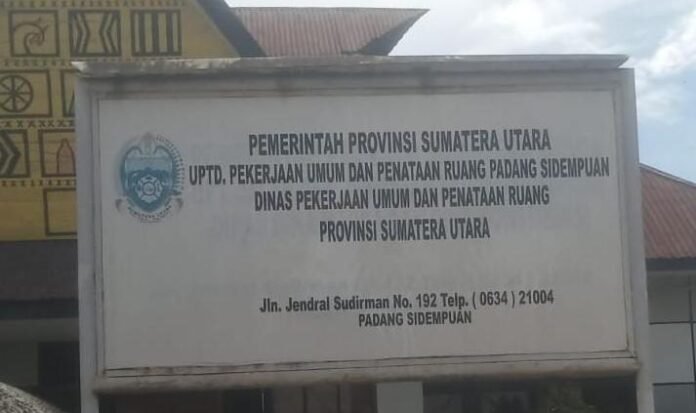 PEMERINTAH PROVINSI SUMATERA UTARA
UPTD. PEKERJAAN UMUM DAN PENATAAN RUANG PADANG SIDEMPUAN
DINAS PEKERJAAN UMUM DAN PENATAAN RUANG
PROVINSI SUMATERA UTARA
Jln. Jendral Sudirman No. 192 Telp. ( 0634 ) 21004
PADANG SIDEMPUAN